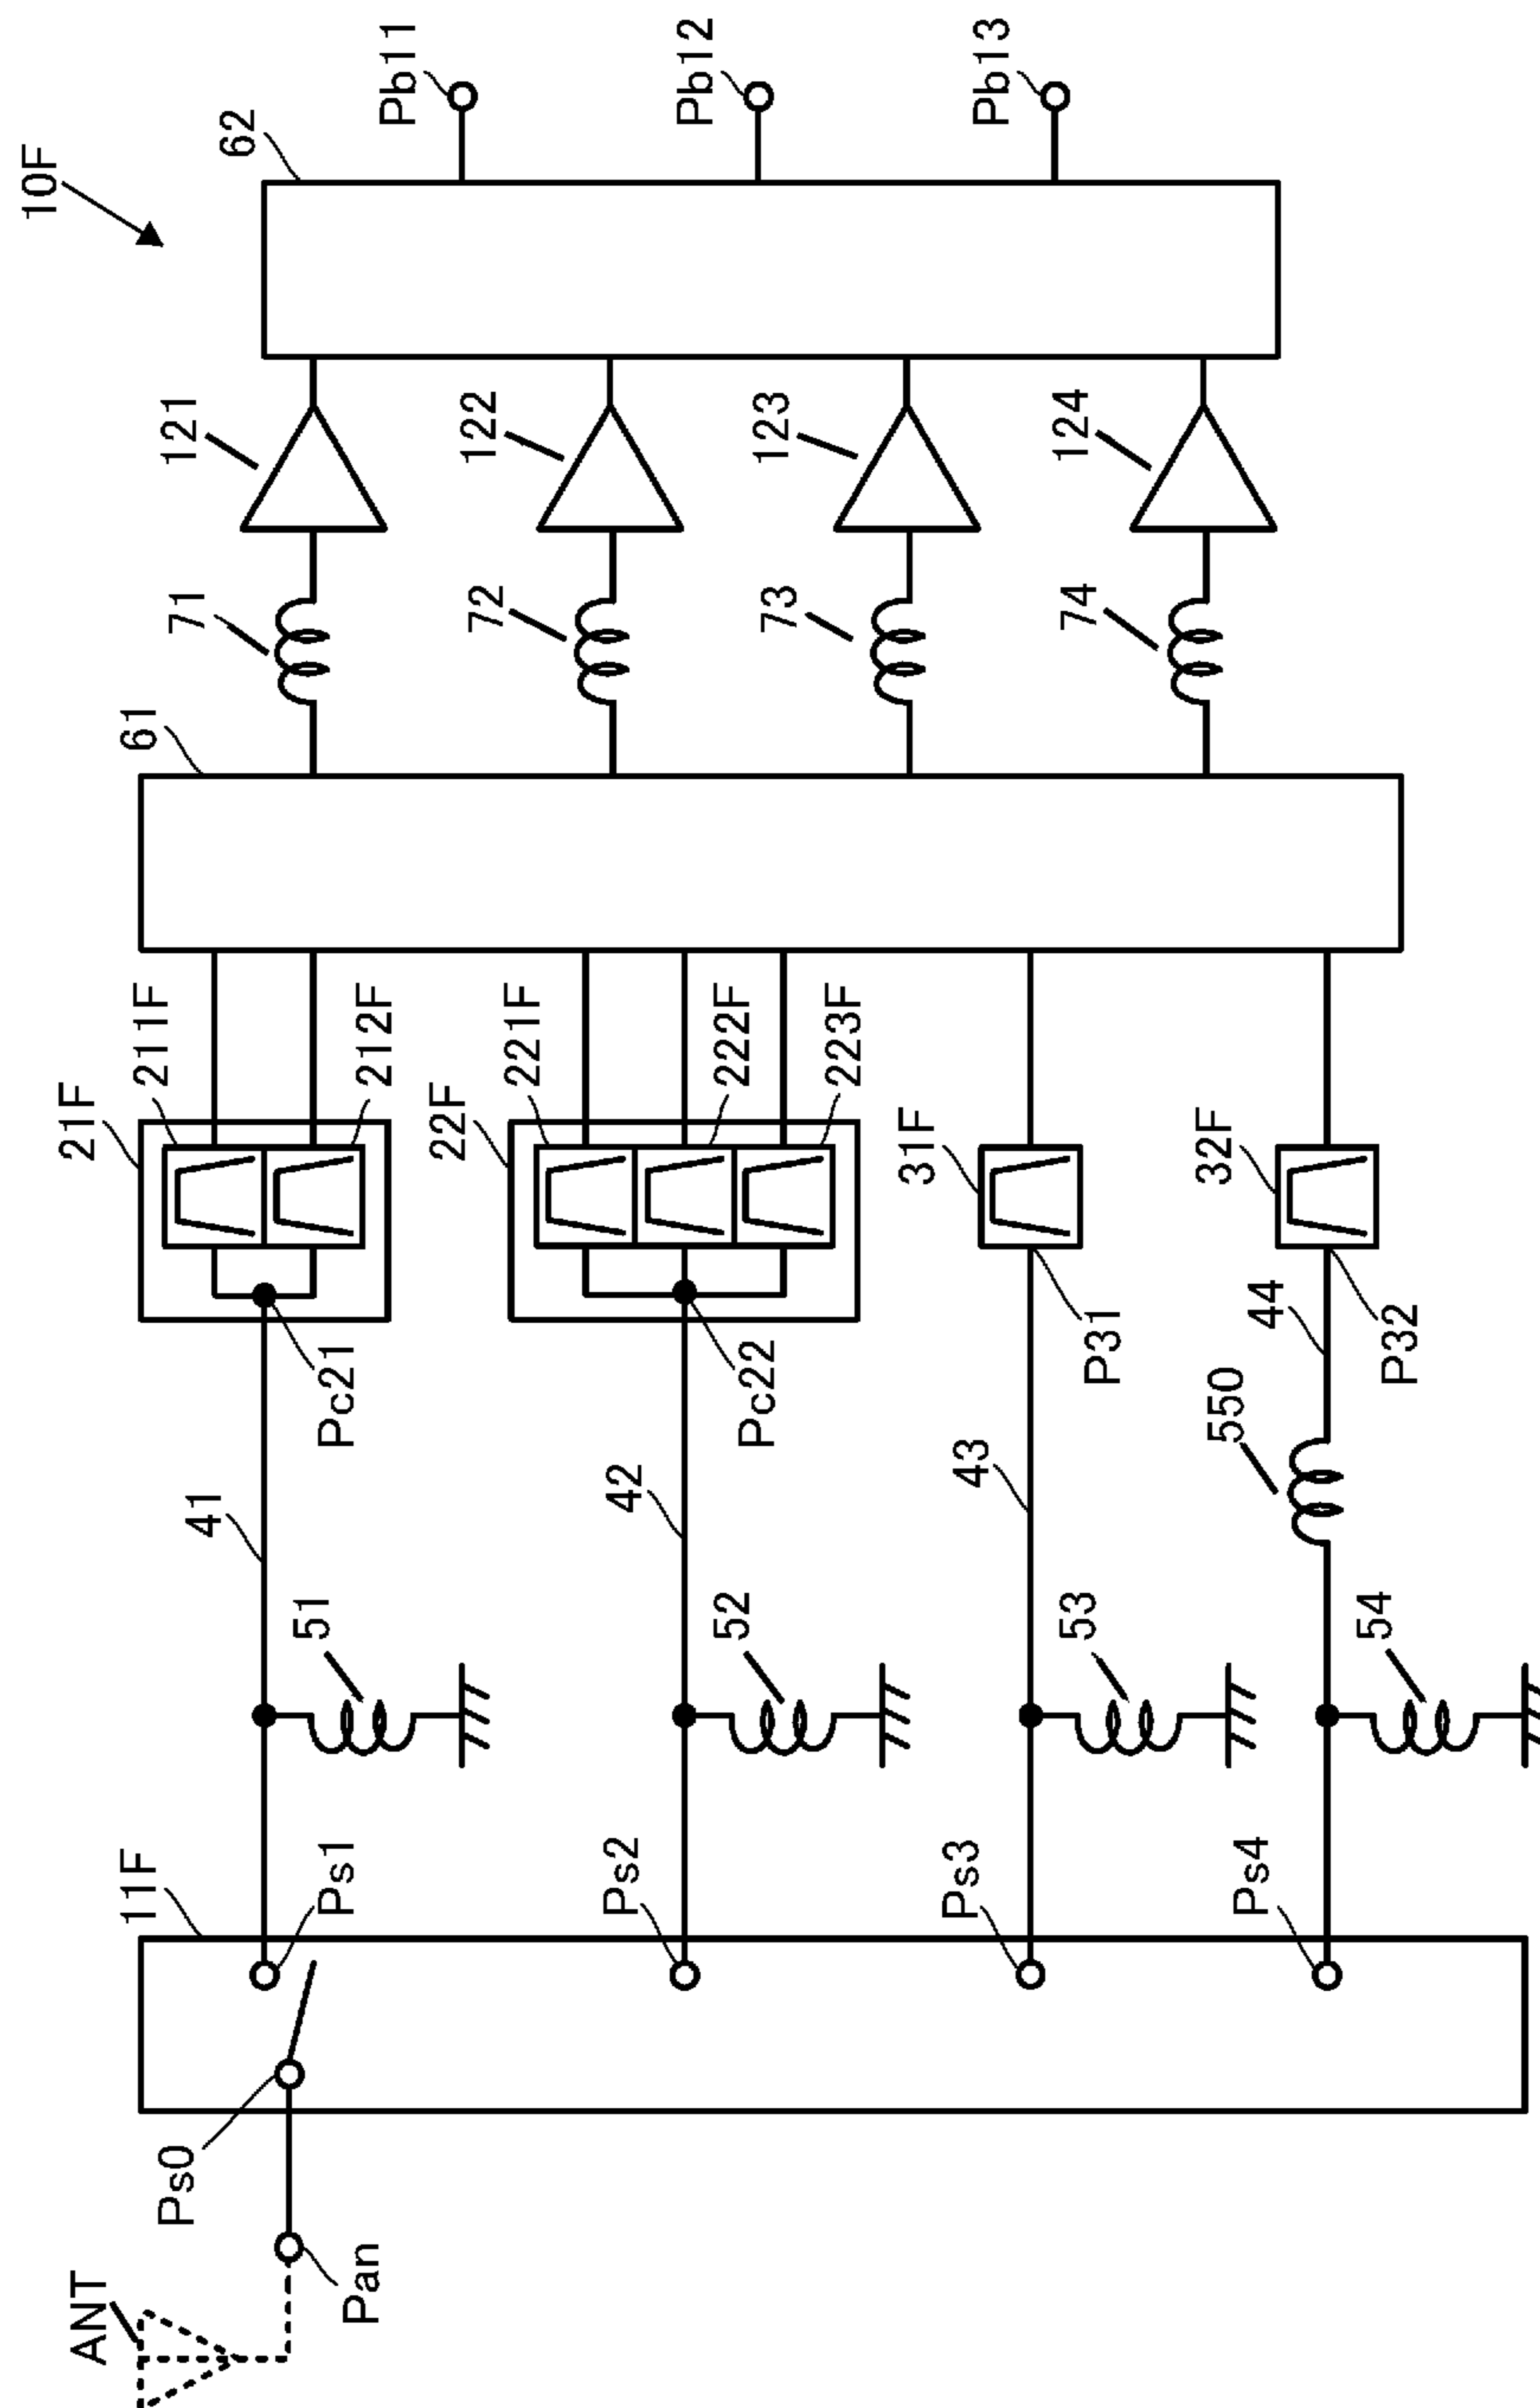 10F
ANT
Pan
Ps0
11F
Ps1
Ps2
Ps3
Ps4
51
52
53
54
41
42
43
44
550
Pc21
Pc22
P31
P32
21F
211F
212F
22F
221F
222F
223F
31F
32F
61
71
72
73
74
121
122
123
124
62
Pb11
Pb12
Pb13